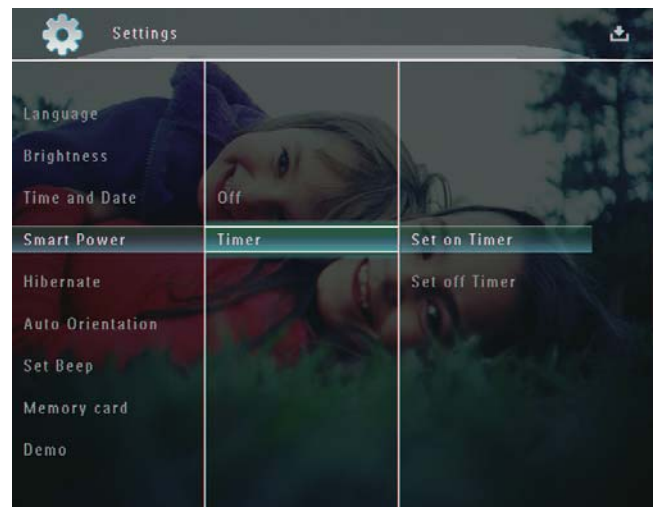 Settings
Language
Brightness
Time and Date
Smart Power
Hibernate
Auto Orientation
Set Beep
Memory card
Demo
Off
Timer
Set on Timer
Set off Timer